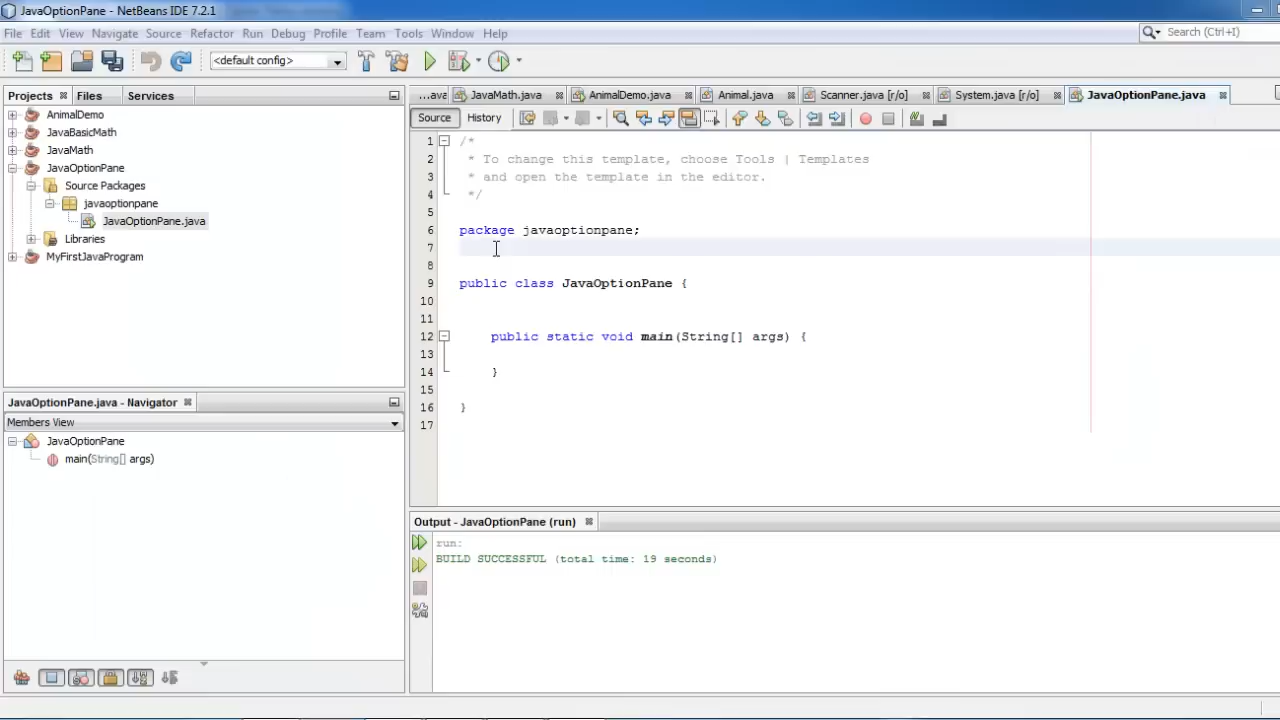 JavaOptionPane - NetBeans IDE 7.2.1
File Edit View Navigate Source Refactor Run Debug Profile Team Tools Window Help
Search (Ctrl+I)
<default config>
Projects Files Services
...ava JavaMath.java AnimalDemo.java Animal.java Scanner.java [r/o] System.java [r/o] JavaOptionPane.java
Source History
AnimalDemo
JavaBasicMath
JavaMath
JavaOptionPane
Source Packages
javaoptionpane
JavaOptionPane.java
Libraries
MyFirstJavaProgram
1 /*
2 * To change this template, choose Tools | Templates
3 * and open the template in the editor.
4 */
5
6 package javaoptionpane;
7
8
9 public class JavaOptionPane {
10
11
12 public static void main(String[] args) {
13
14 }
15
16 }
17
JavaOptionPane.java - Navigator
Members View
JavaOptionPane
main(String[] args)
Output - JavaOptionPane (run)
run:
BUILD SUCCESSFUL (total time: 19 seconds)